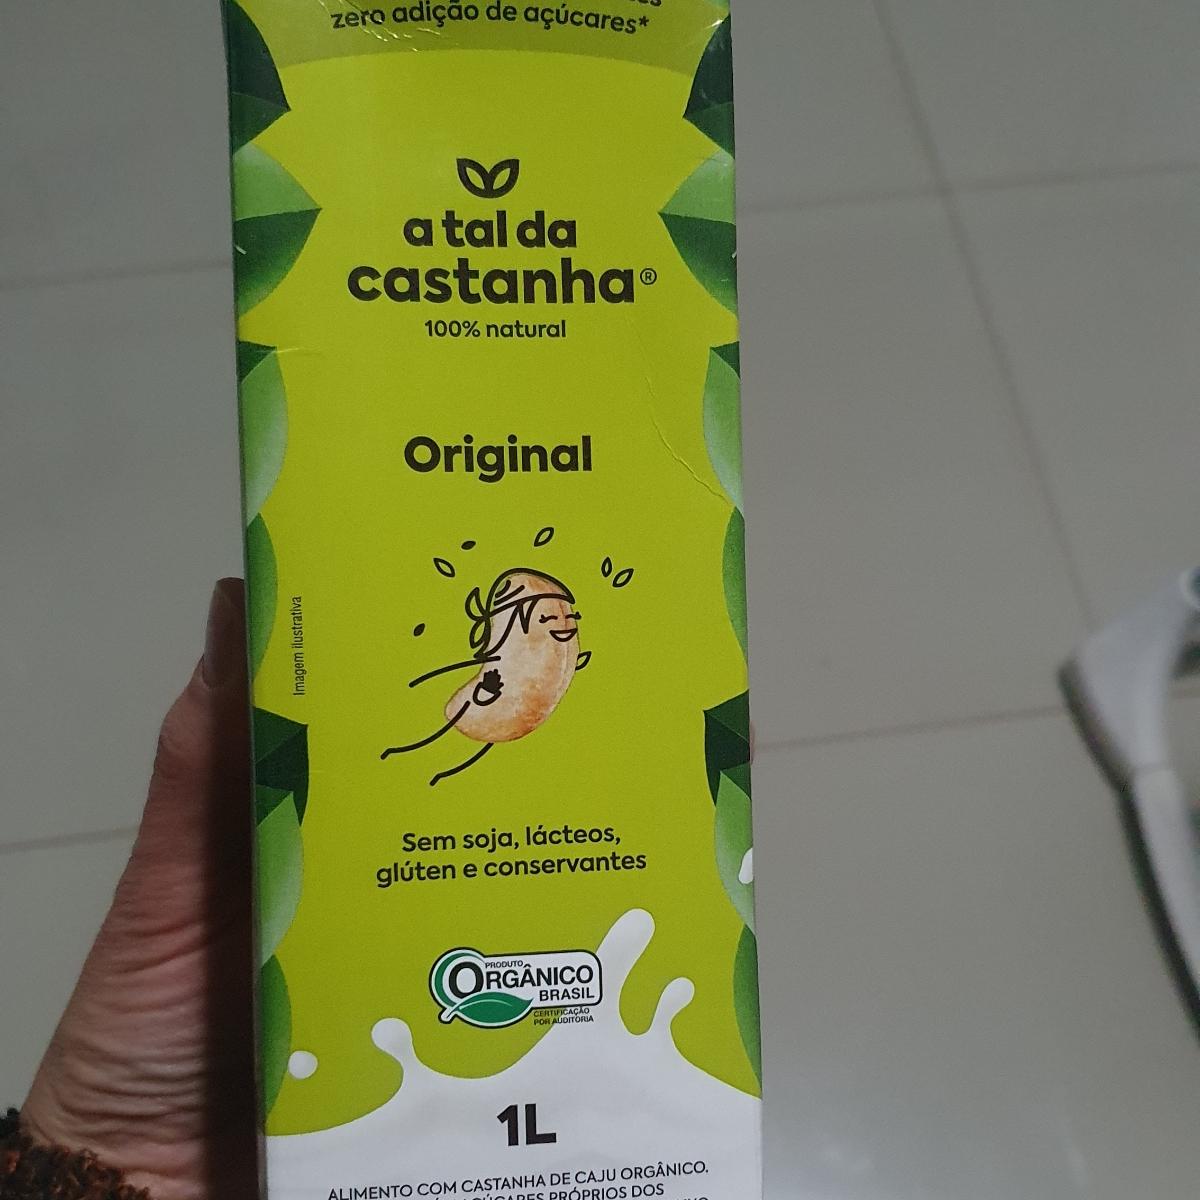 zero adição de açúcares*
a tal da
castanha®
100% natural
Original
Imagem ilustrativa
Sem soja, lácteos,
glúten e conservantes
PRODUTO
ORGÂNICO
BRASIL
CERTIFICAÇÃO
POR AUDITORIA
1L
ALIMENTO COM CASTANHA DE CAJU ORGÂNICO.
AÇÚCARES PRÓPRIOS DOS